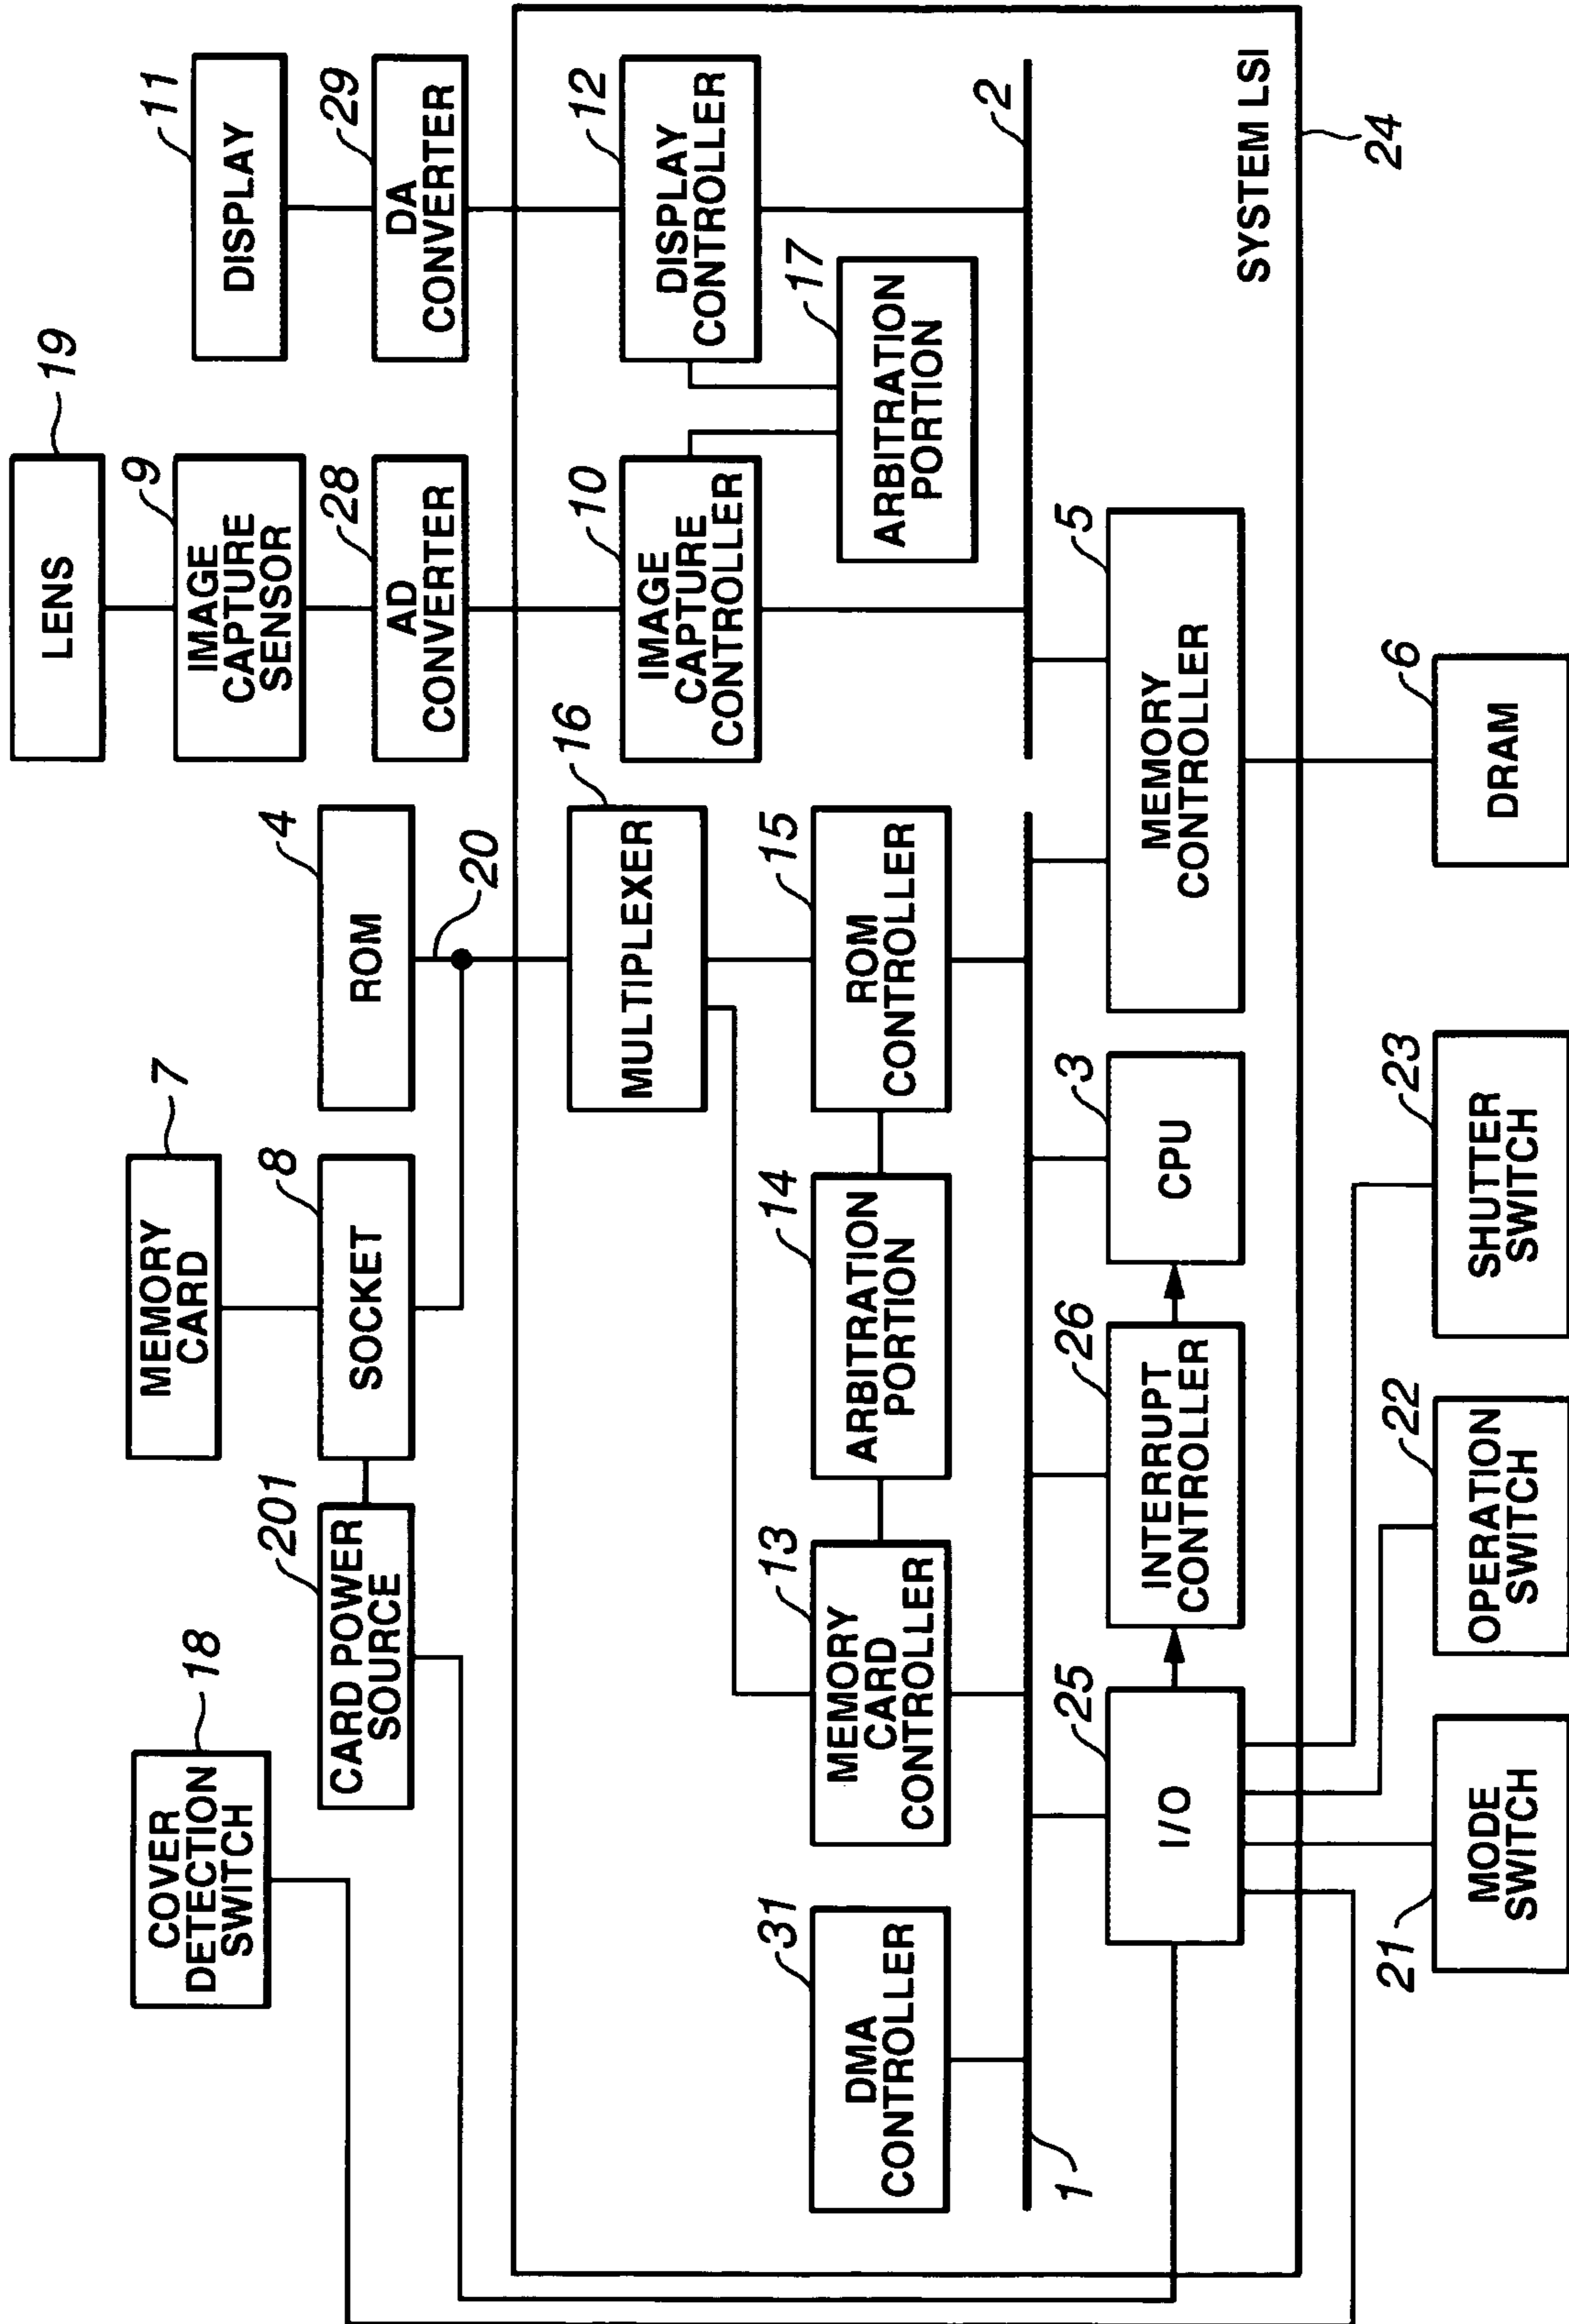 LENS
19
IMAGE
CAPTURE
SENSOR
9
AD
CONVERTER
28
DISPLAY
11
DA
CONVERTER
29
MEMORY
CARD
7
ROM
4
20
SOCKET
8
CARD POWER
SOURCE
201
COVER
DETECTION
SWITCH
18
MULTIPLEXER
16
IMAGE
CAPTURE
CONTROLLER
10
DISPLAY
CONTROLLER
12
ARBITRATION
PORTION
17
DMA
CONTROLLER
31
MEMORY
CARD
CONTROLLER
13
ARBITRATION
PORTION
14
ROM
CONTROLLER
15
1
2
I/O
25
INTERRUPT
CONTROLLER
26
CPU
3
MEMORY
CONTROLLER
5
SYSTEM LSI
24
MODE
SWITCH
21
OPERATION
SWITCH
22
SHUTTER
SWITCH
23
DRAM
6